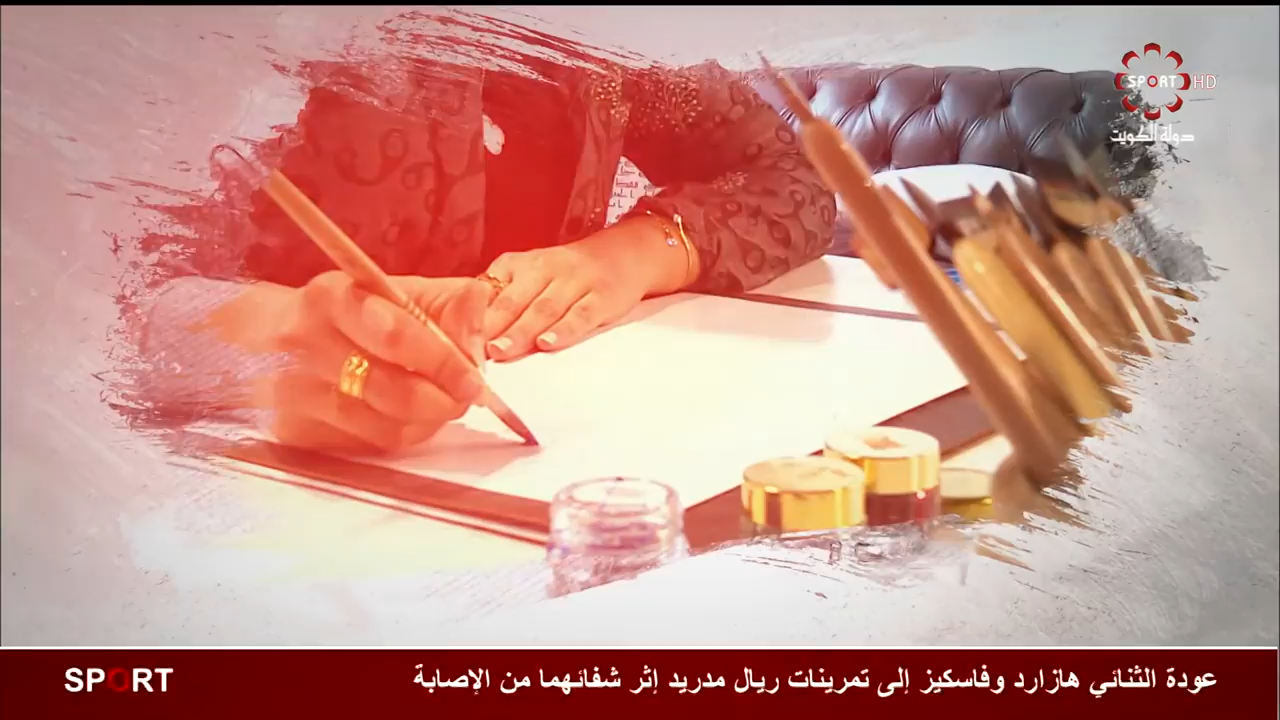 SPORT HD
دولة الكويت
SPORT
عودة الثنائي هازارد وفاسكيز إلى تمرينات ريال مدريد إثر شفائهما من الإصابة